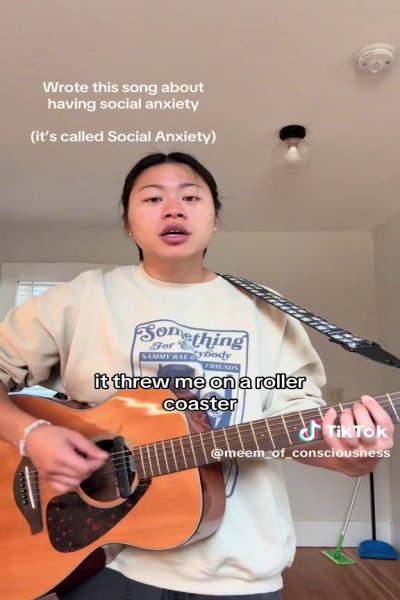 Wrote this song about
having social anxiety
(it's called Social Anxiety)
Something
For Everybody
SAMMY RAE & FRIENDS
it threw me on a roller
coaster
TikTok
@meem_of_consciousness